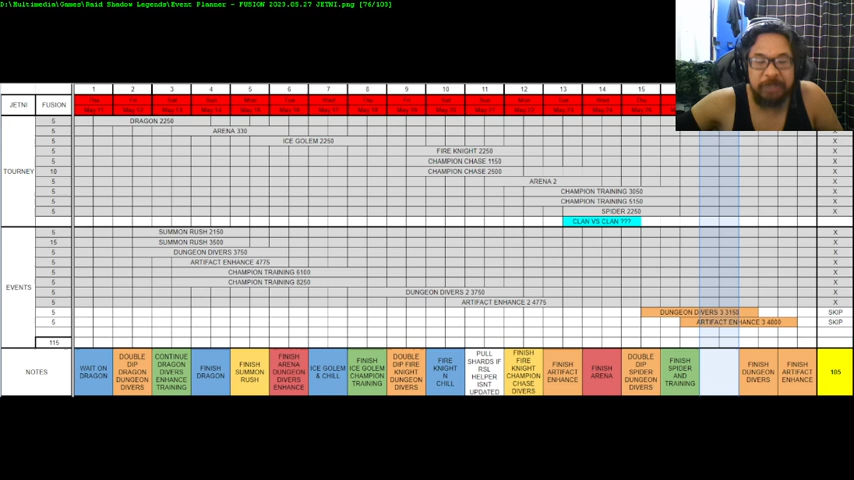 D:\Multimedia\Games\Raid Shadow Legends\Event Planner - FUSION 2023.05.27 JETNI.png [76/103]
1 2 3 4 5 6 7 8 9 10 11 12 13 14 15
JETNI FUSION
TOURNEY
5 DRAGON 2250
5 ARENA 330 X
5 ICE GOLEM 2250 X
5 FIRE KNIGHT 2250 X
5 CHAMPION CHASE 1150 X
10 CHAMPION CHASE 2500 X
5 ARENA 2 X
5 CHAMPION TRAINING 3050 X
5 CHAMPION TRAINING 5150 X
5 SPIDER 2250 X
CLAN VS CLAN ???
EVENTS
5 SUMMON RUSH 2150 X
15 SUMMON RUSH 3500 X
5 DUNGEON DIVERS 3750 X
5 ARTIFACT ENHANCE 4775 X
5 CHAMPION TRAINING 6100 X
5 CHAMPION TRAINING 8250 X
5 DUNGEON DIVERS 2 3750 X
5 ARTIFACT ENHANCE 2 4775 X
5 DUNGEON DIVERS 3 3150 SKIP
5 ARTIFACT ENHANCE 3 4800 SKIP
115
NOTES
WAIT ON
DRAGON
DOUBLE
DIP
DRAGON
DUNGEON
DIVERS
CONTINUE
DRAGON
DIVERS
ENHANCE
TRAINING
FINISH
DRAGON
FINISH
SUMMON
RUSH
FINISH
ARENA
DUNGEON
DIVERS
ENHANCE
ICE GOLEM
& CHILL
FINISH
ICE GOLEM
CHAMPION
TRAINING
DOUBLE
DIP FIRE
KNIGHT
DUNGEON
DIVERS
FIRE
KNIGHT
N
CHILL
PULL
SHARDS IF
RSL
HELPER
ISNT
UPDATED
FINISH
FIRE
KNIGHT
CHAMPION
CHASE
DIVERS
FINISH
ARTIFACT
ENHANCE
FINISH
ARENA
DOUBLE
DIP
SPIDER
DUNGEON
DIVERS
FINISH
SPIDER
AND
TRAINING
FINISH
DUNGEON
DIVERS
FINISH
ARTIFACT
ENHANCE
105